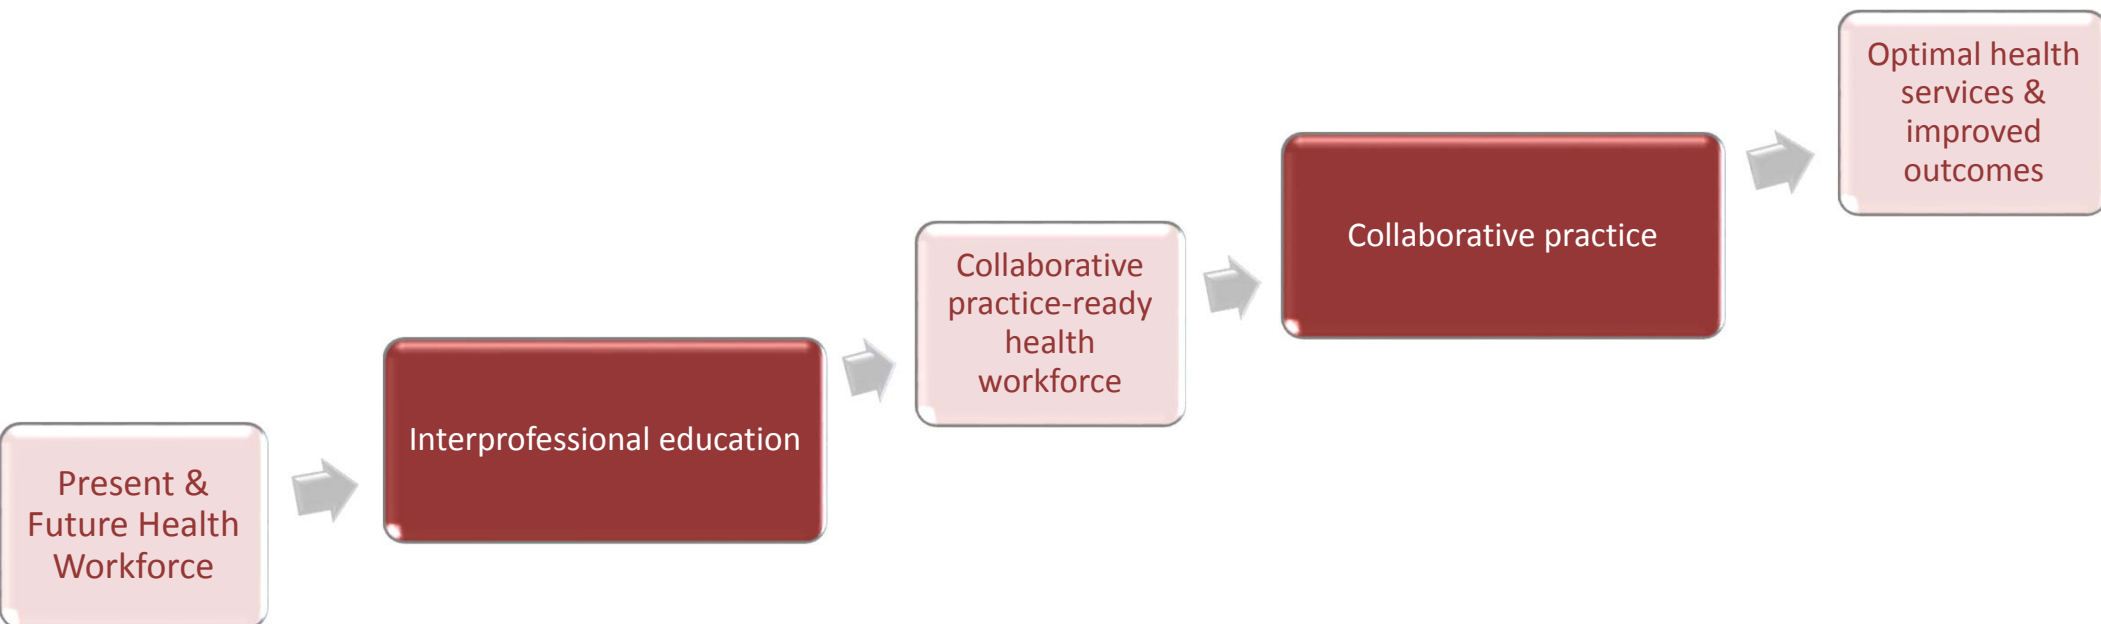 Present &
Future Health
Workforce
Interprofessional education
Collaborative
practice-ready
health
workforce
Collaborative practice
Optimal health
services &
improved
outcomes